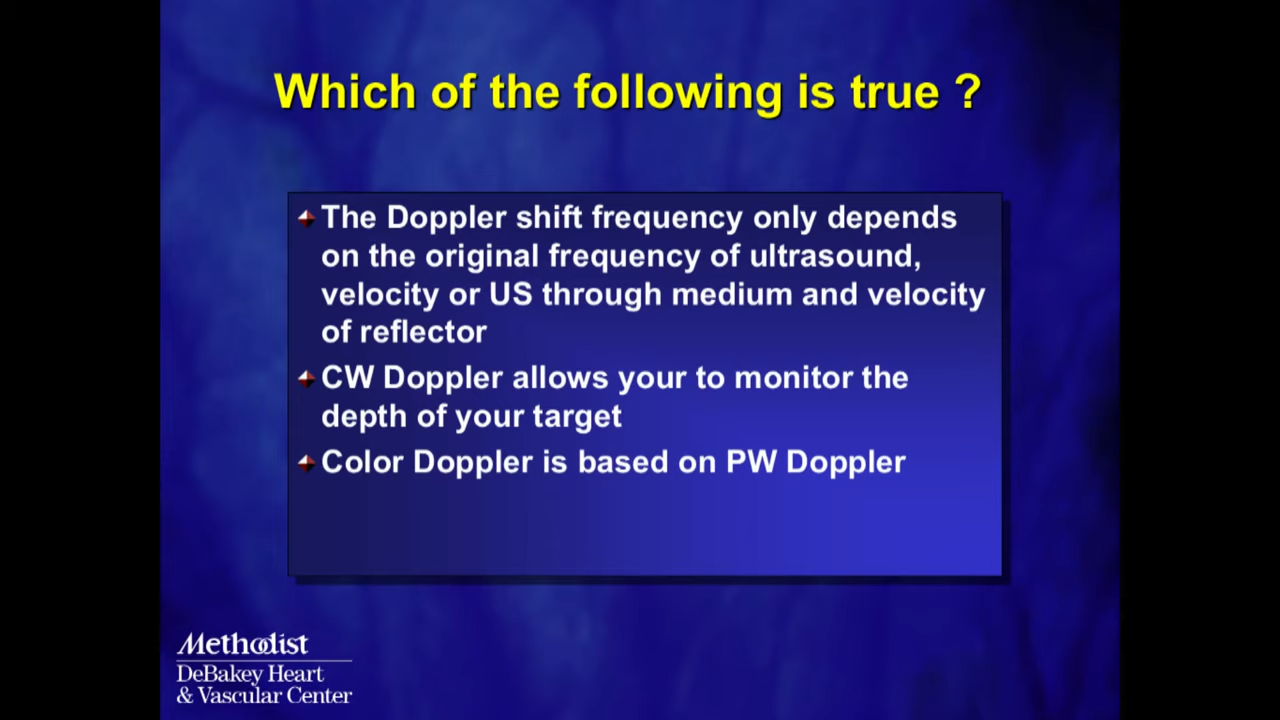 Which of the following is true ?
The Doppler shift frequency only depends
on the original frequency of ultrasound,
velocity or US through medium and velocity
of reflector
CW Doppler allows your to monitor the
depth of your target
Color Doppler is based on PW Doppler
Methodist
DeBakey Heart
& Vascular Center